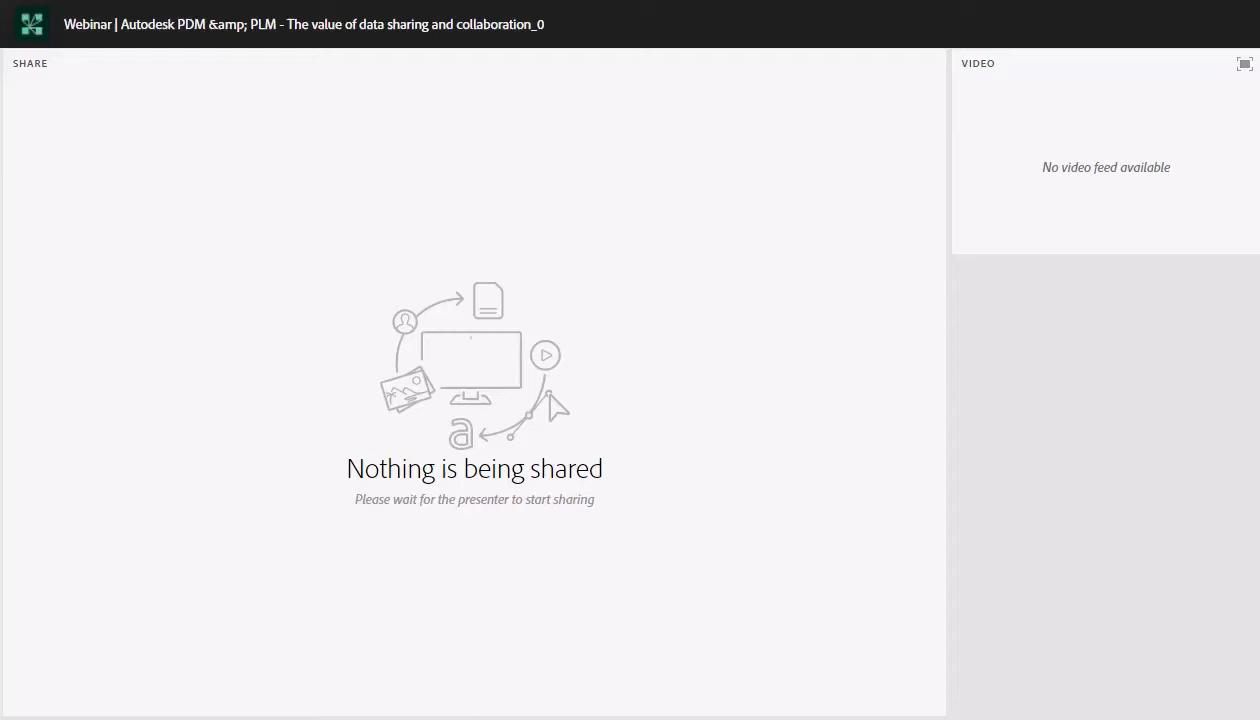 Webinar | Autodesk PDM &amp; PLM - The value of data sharing and collaboration_0
SHARE
VIDEO
No video feed available
a
Nothing is being shared
Please wait for the presenter to start sharing